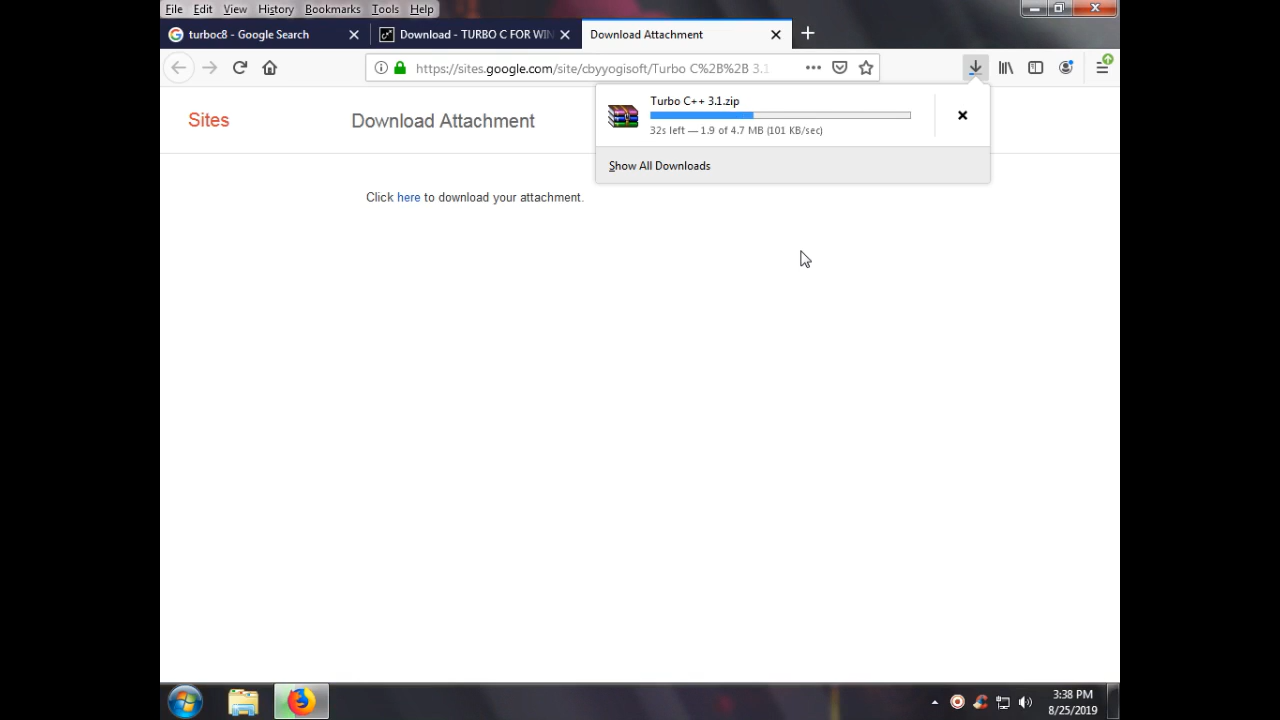 File Edit View History Bookmarks Tools Help
turboc8 - Google Search
Download - TURBO C FOR WIN
Download Attachment
https://sites.google.com/site/cbyyogisoft/Turbo C%2B%2B 3.1
Turbo C++ 3.1.zip
32s left — 1.9 of 4.7 MB (101 KB/sec)
Show All Downloads
Sites
Download Attachment
Click here to download your attachment.
3:38 PM
8/25/2019